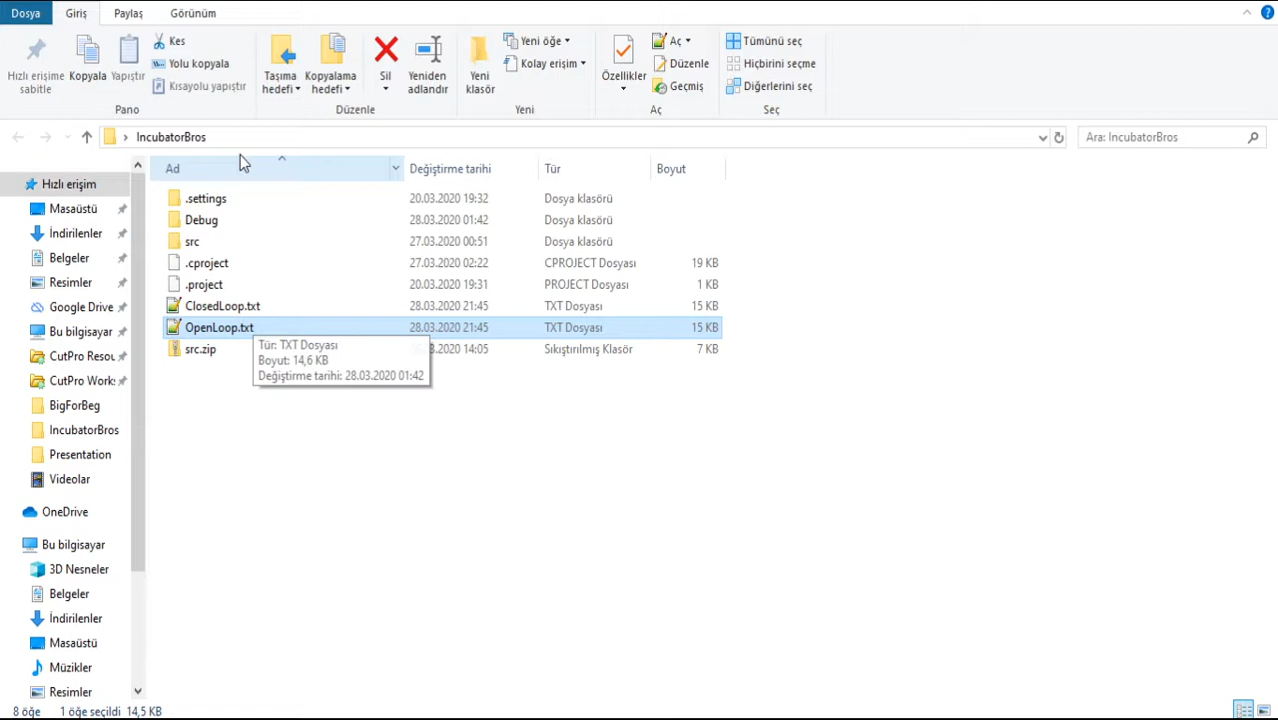 Dosya Giriş Paylaş Görünüm
Hızlı erişime sabitle
Kopyala
Yapıştır
Kes
Yolu kopyala
Kısayolu yapıştır
Pano
Taşıma hedefi
Kopyalama hedefi
Sil
Yeniden adlandır
Düzenle
Yeni klasör
Yeni öğe
Kolay erişim
Yeni
Özellikler
Aç
Düzenle
Geçmiş
Aç
Tümünü seç
Hiçbirini seçme
Diğerlerini seç
Seç
IncubatorBros
Ara: IncubatorBros
Ad Değiştirme tarihi Tür Boyut
.settings 20.03.2020 19:32 Dosya klasörü
Debug 28.03.2020 01:42 Dosya klasörü
src 27.03.2020 00:51 Dosya klasörü
.cproject 27.03.2020 02:22 CPROJECT Dosyası 19 KB
.project 20.03.2020 19:31 PROJECT Dosyası 1 KB
ClosedLoop.txt 28.03.2020 21:45 TXT Dosyası 15 KB
OpenLoop.txt 28.03.2020 21:45 TXT Dosyası 15 KB
src.zip 3.2020 14:05 Sıkıştırılmış Klasör 7 KB
Tür: TXT Dosyası
Boyut: 14,6 KB
Değiştirme tarihi: 28.03.2020 01:42
Hızlı erişim
Masaüstü
İndirilenler
Belgeler
Resimler
Google Drive
Bu bilgisayar
CutPro Resou
CutPro Work
BigForBeg
IncubatorBros
Presentation
Videolar
OneDrive
Bu bilgisayar
3D Nesneler
Belgeler
İndirilenler
Masaüstü
Müzikler
Resimler
8 öğe 1 öğe seçildi 14,5 KB